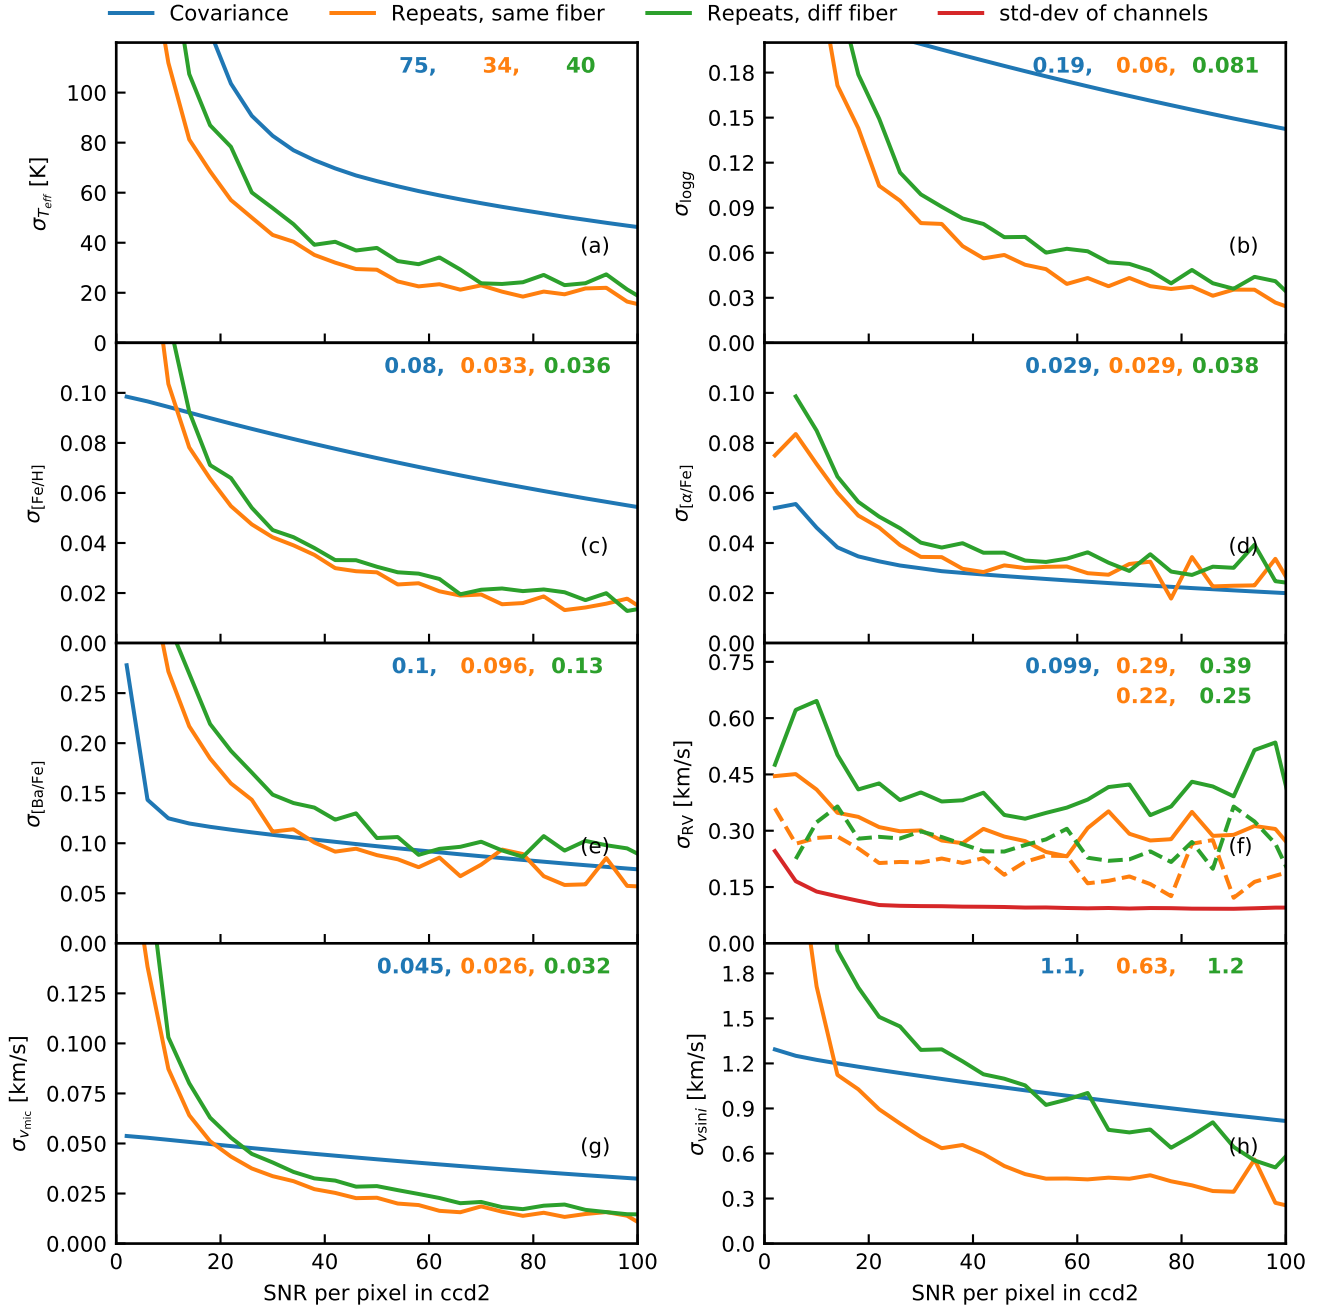 Covariance Repeats, same fiber Repeats, diff fiber std-dev of channels
75, 34, 40
100
80
60
40
20
0
σTeff [K]
(a)
0.19, 0.06, 0.081
0.18
0.15
0.12
0.09
0.06
0.03
0.00
σlogg
(b)
0.08, 0.033, 0.036
0.10
0.08
0.06
0.04
0.02
0.00
σ[Fe/H]
(c)
0.029, 0.029, 0.038
0.10
0.08
0.06
0.04
0.02
0.00
σ[α/Fe]
(d)
0.1, 0.096, 0.13
0.25
0.20
0.15
0.10
0.05
0.00
σ[Ba/Fe]
(e)
0.099, 0.29, 0.39
0.22, 0.25
0.75
0.60
0.45
0.30
0.15
0.00
σRV [km/s]
(f)
0.045, 0.026, 0.032
0.125
0.100
0.075
0.050
0.025
0.000
σvmic [km/s]
(g)
0 20 40 60 80 100
SNR per pixel in ccd2
1.1, 0.63, 1.2
1.8
1.5
1.2
0.9
0.6
0.3
0.0
σvsini [km/s]
(h)
0 20 40 60 80 100
SNR per pixel in ccd2